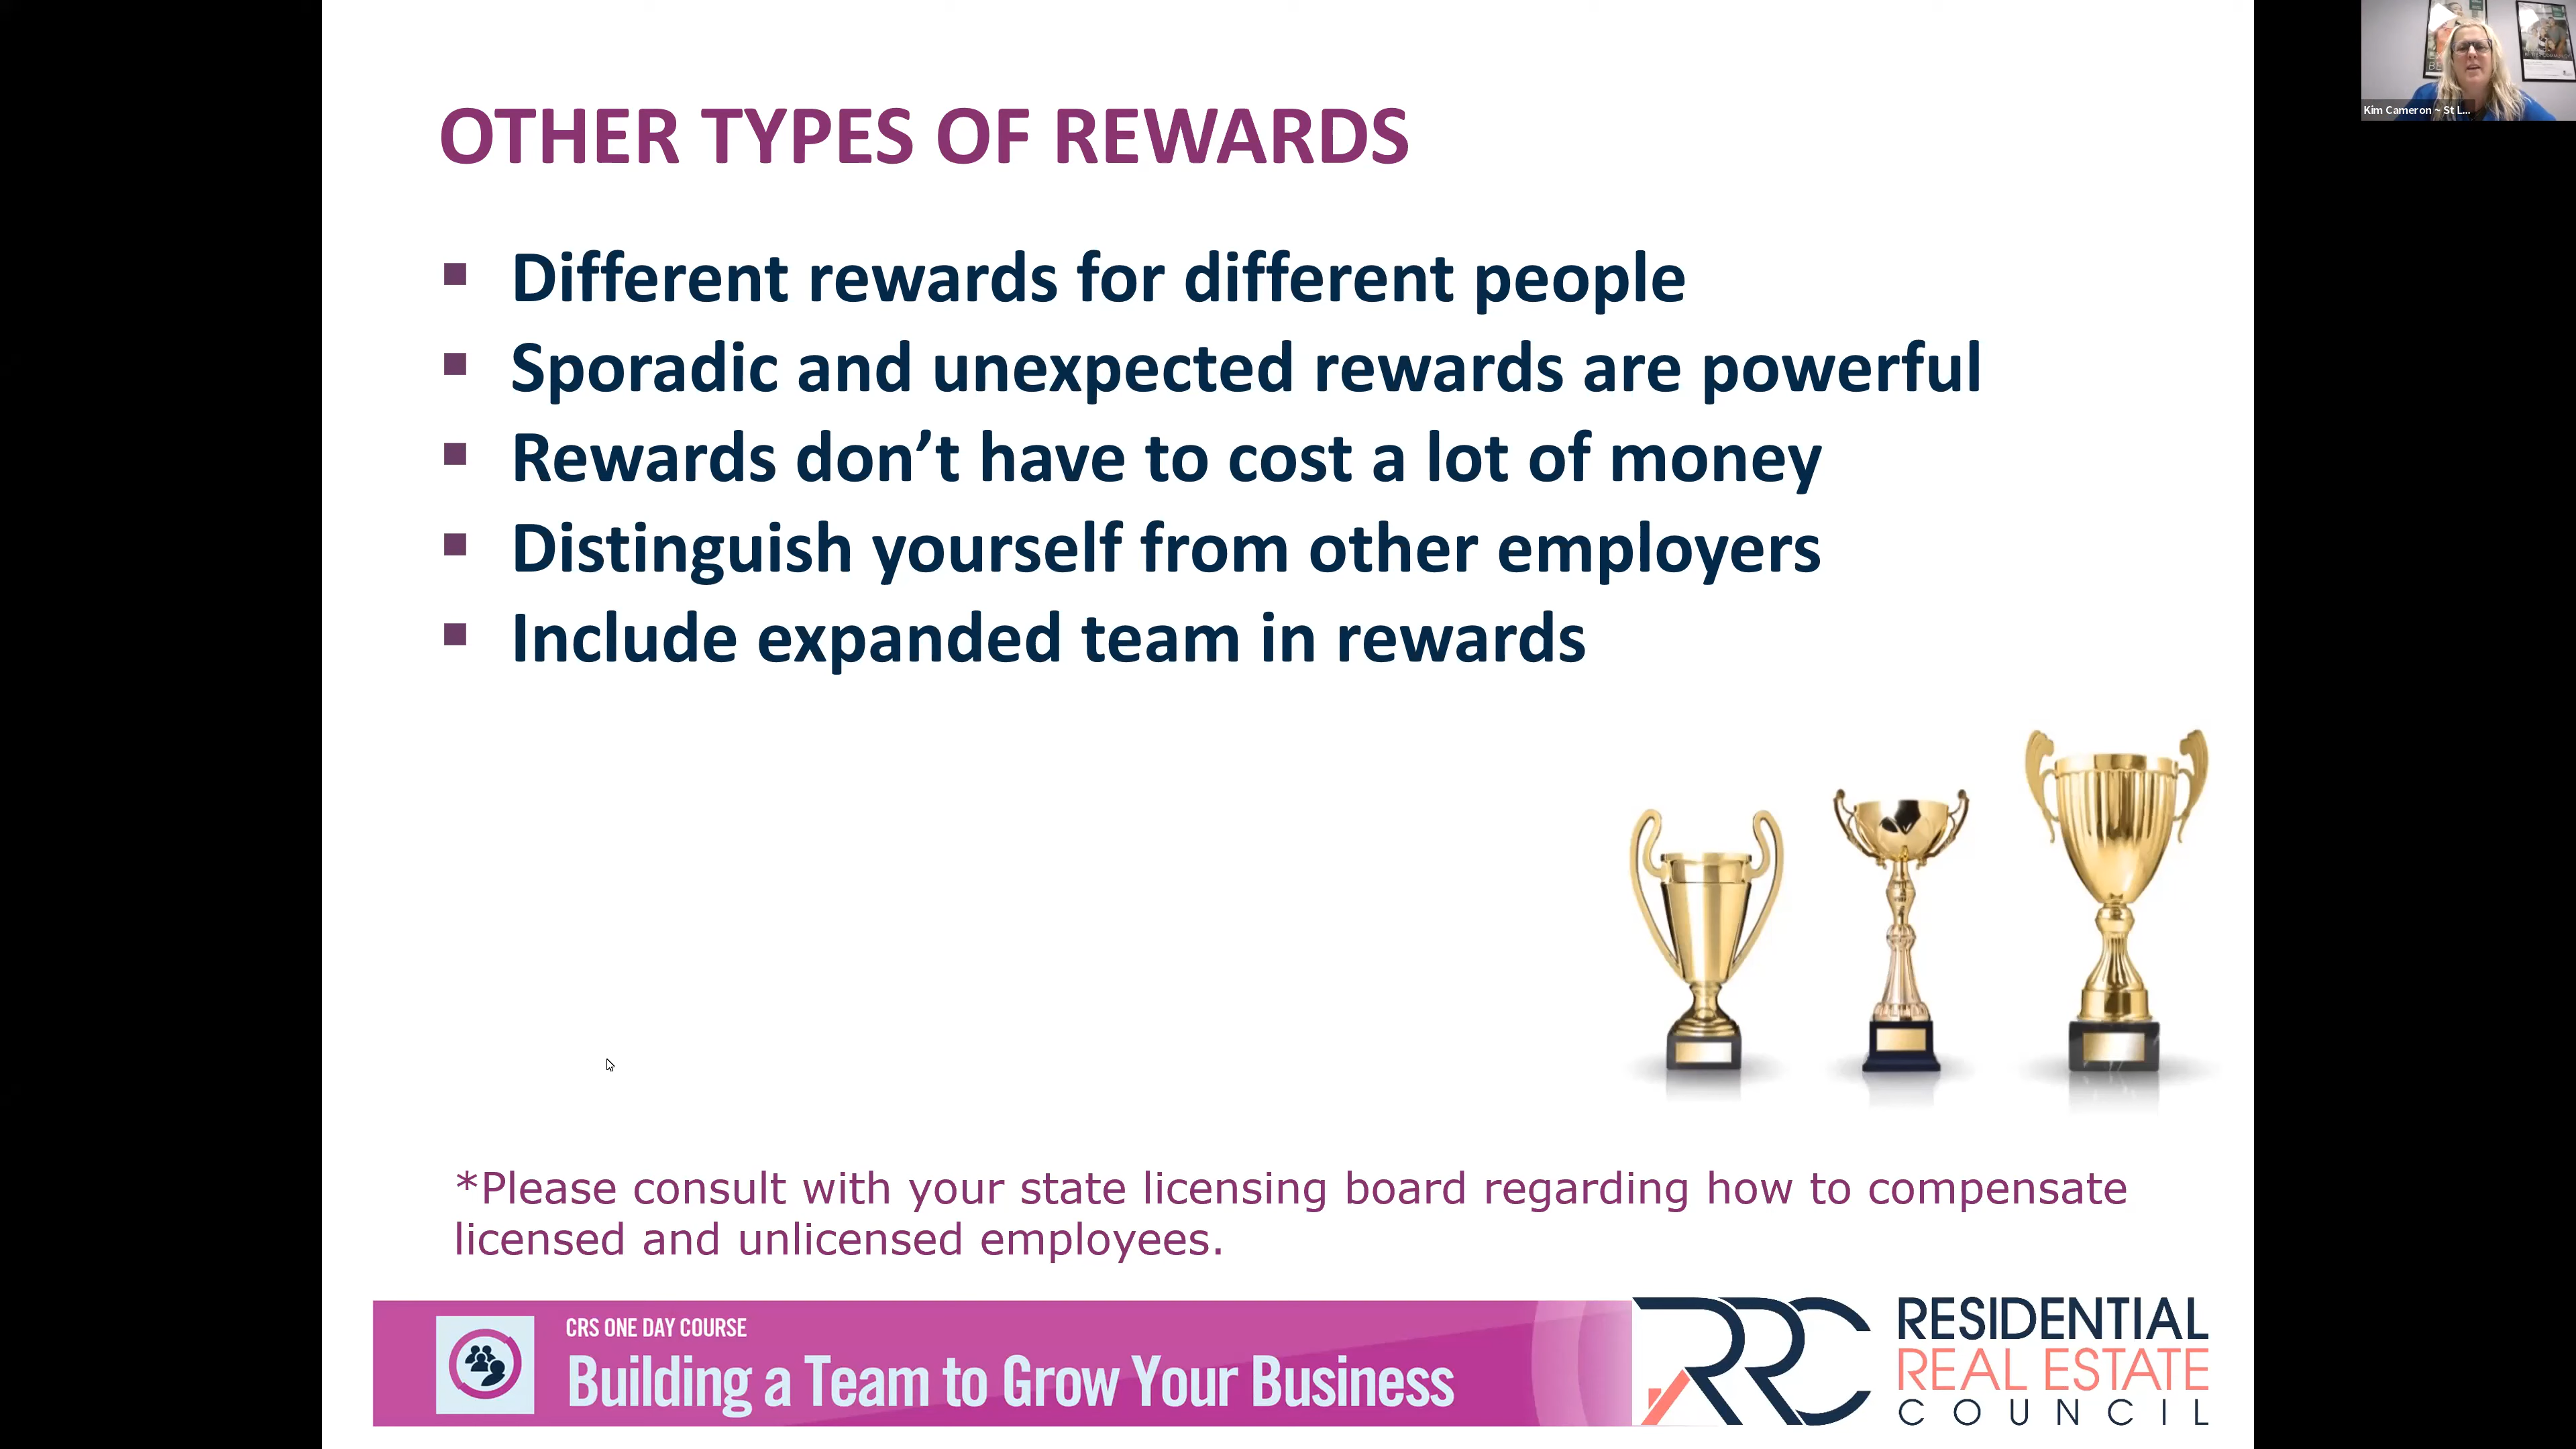 OTHER TYPES OF REWARDS
Different rewards for different people
Sporadic and unexpected rewards are powerful
Rewards don’t have to cost a lot of money
Distinguish yourself from other employers
Include expanded team in rewards
*Please consult with your state licensing board regarding how to compensate
licensed and unlicensed employees.
CRS ONE DAY COURSE
Building a Team to Grow Your Business
RRC
RESIDENTIAL
REAL ESTATE
COUNCIL
Kim Cameron ~ St L...